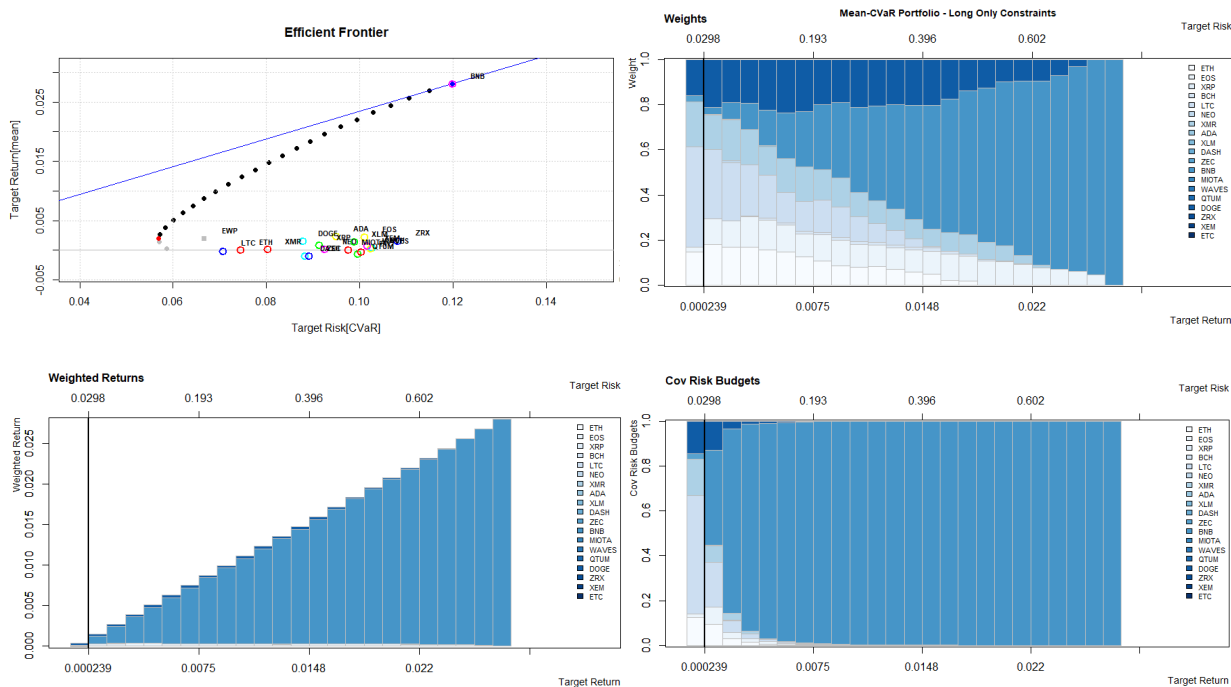 Efficient Frontier
Target Return[mean]
0.025
0.015
0.005
-0.005
BNB
EWP
LTC
ETH
XMR
DOGE
XRP
ADA
EOS
XLM
ZRX
NEO
MIOTA
QTUM
0.04
0.06
0.08
0.10
0.12
0.14
Target Risk[CVaR]
Weights
Mean-CVaR Portfolio - Long Only Constraints
Target Risk
0.0298
0.193
0.396
0.602
Weight
1.0
0.8
0.6
0.4
0.2
0.0
ETH
EOS
XRP
BCH
LTC
NEO
XMR
ADA
XLM
DASH
ZEC
BNB
MIOTA
WAVES
QTUM
DOGE
ZRX
XEM
ETC
0.000239
0.0075
0.0148
0.022
Target Return
Weighted Returns
Target Risk
0.0298
0.193
0.396
0.602
Weighted Return
0.025
0.020
0.015
0.010
0.005
0.000
ETH
EOS
XRP
BCH
LTC
NEO
XMR
ADA
XLM
DASH
ZEC
BNB
MIOTA
WAVES
QTUM
DOGE
ZRX
XEM
ETC
0.000239
0.0075
0.0148
0.022
Target Return
Cov Risk Budgets
Target Risk
0.0298
0.193
0.396
0.602
Cov Risk Budgets
1.0
0.8
0.6
0.4
0.2
0.0
ETH
EOS
XRP
BCH
LTC
NEO
XMR
ADA
XLM
DASH
ZEC
BNB
MIOTA
WAVES
QTUM
DOGE
ZRX
XEM
ETC
0.000239
0.0075
0.0148
0.022
Target Return